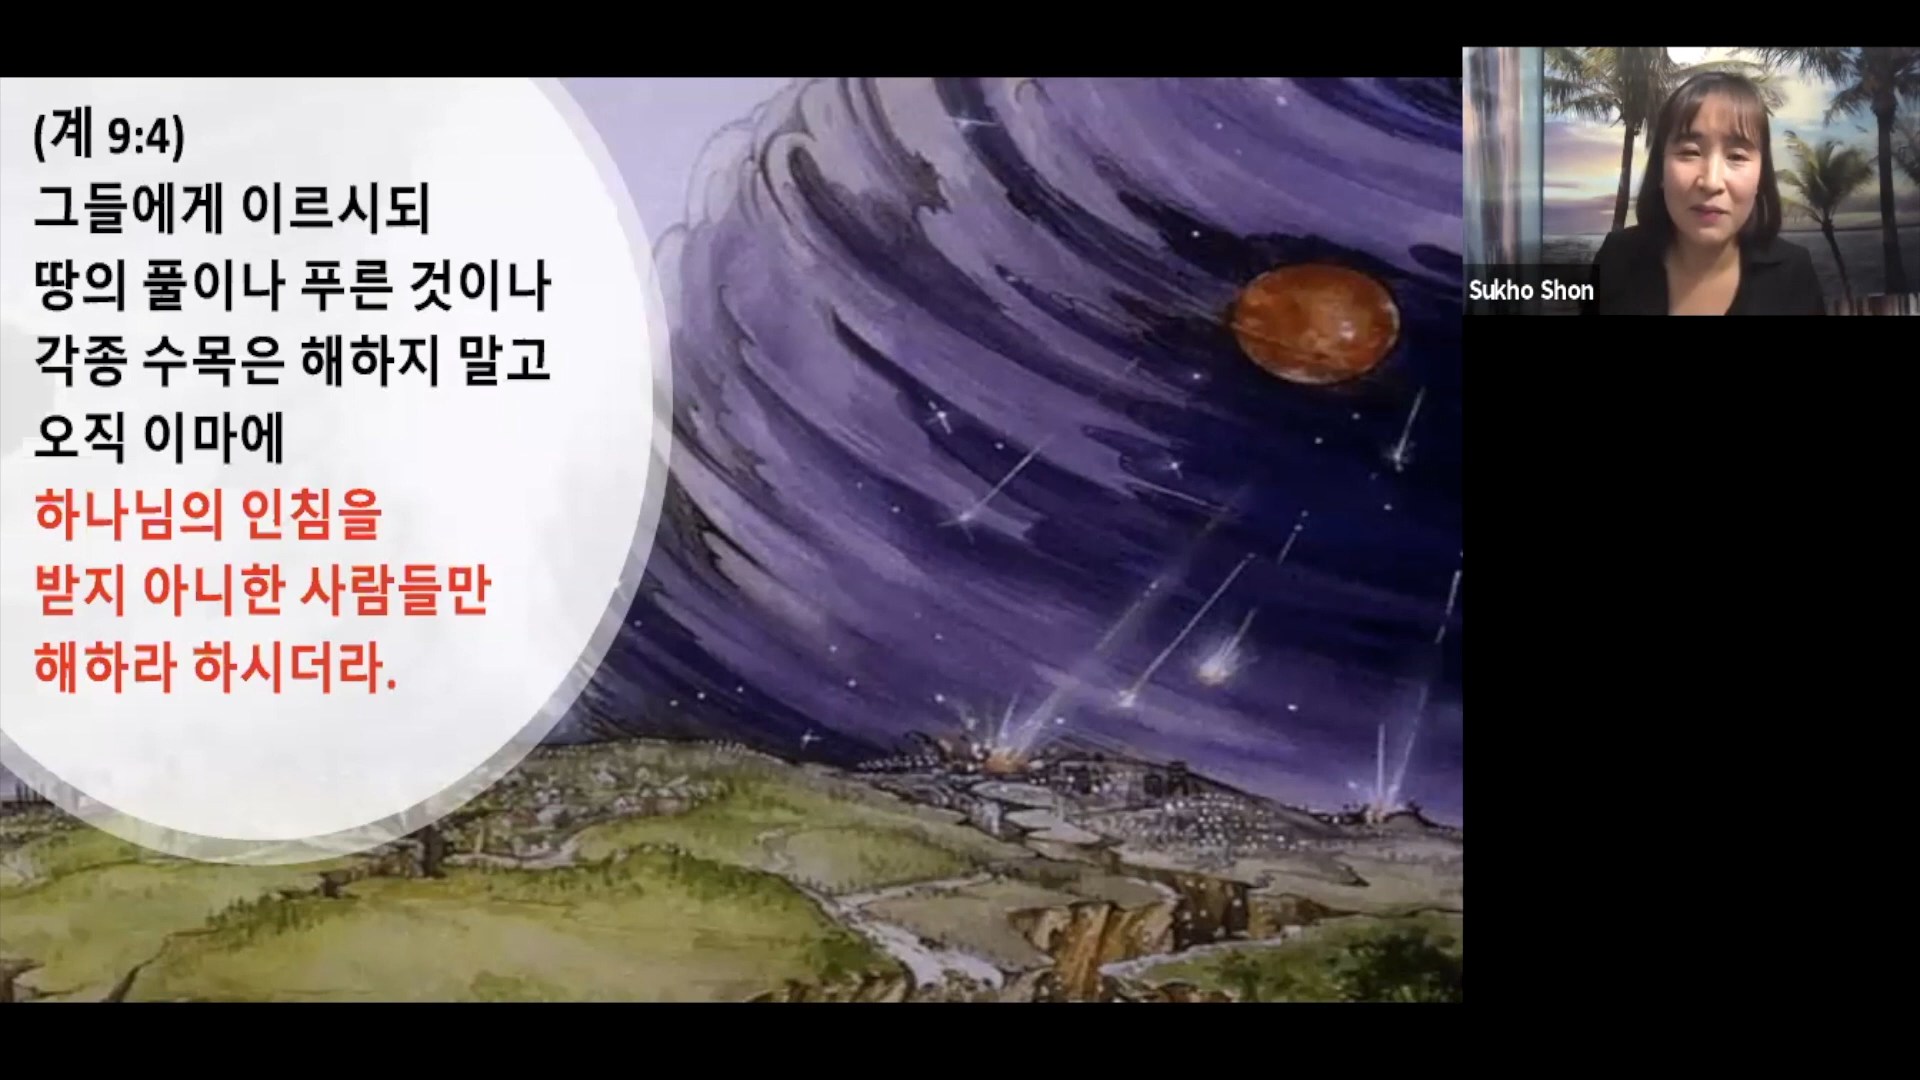 (계 9:4)
그들에게 이르시되
땅의 풀이나 푸른 것이나
각종 수목은 해하지 말고
오직 이마에
하나님의 인침을
받지 아니한 사람들만
해하라 하시더라.
Sukho Shon